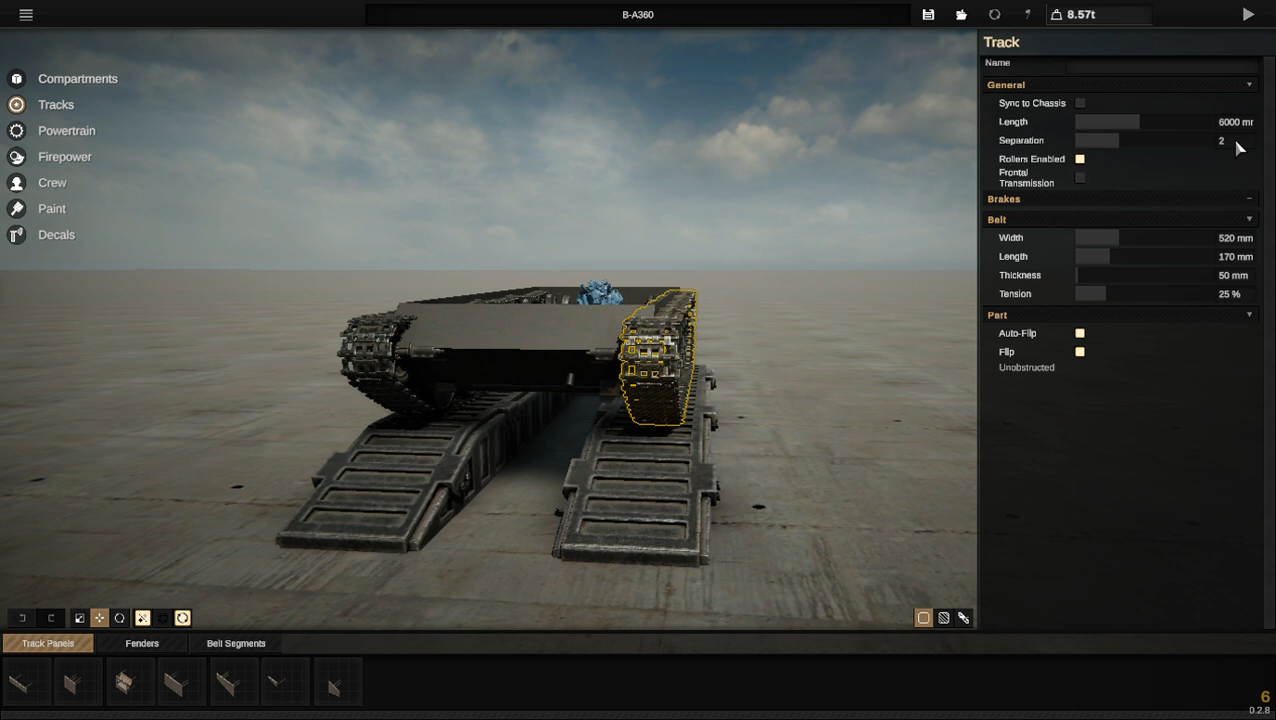 B-A360
8.57t
Compartments
Tracks
Powertrain
Firepower
Crew
Paint
Decals
Track
Name
General
Sync to Chassis
Length 6000 mr
Separation 2
Rollers Enabled
Frontal
Transmission
Brakes
Belt
Width 520 mm
Length 170 mm
Thickness 50 mm
Tension 25 %
Part
Auto-Flip
Flip
Unobstructed
Track Panels Fenders Belt Segments
6
0.2.8